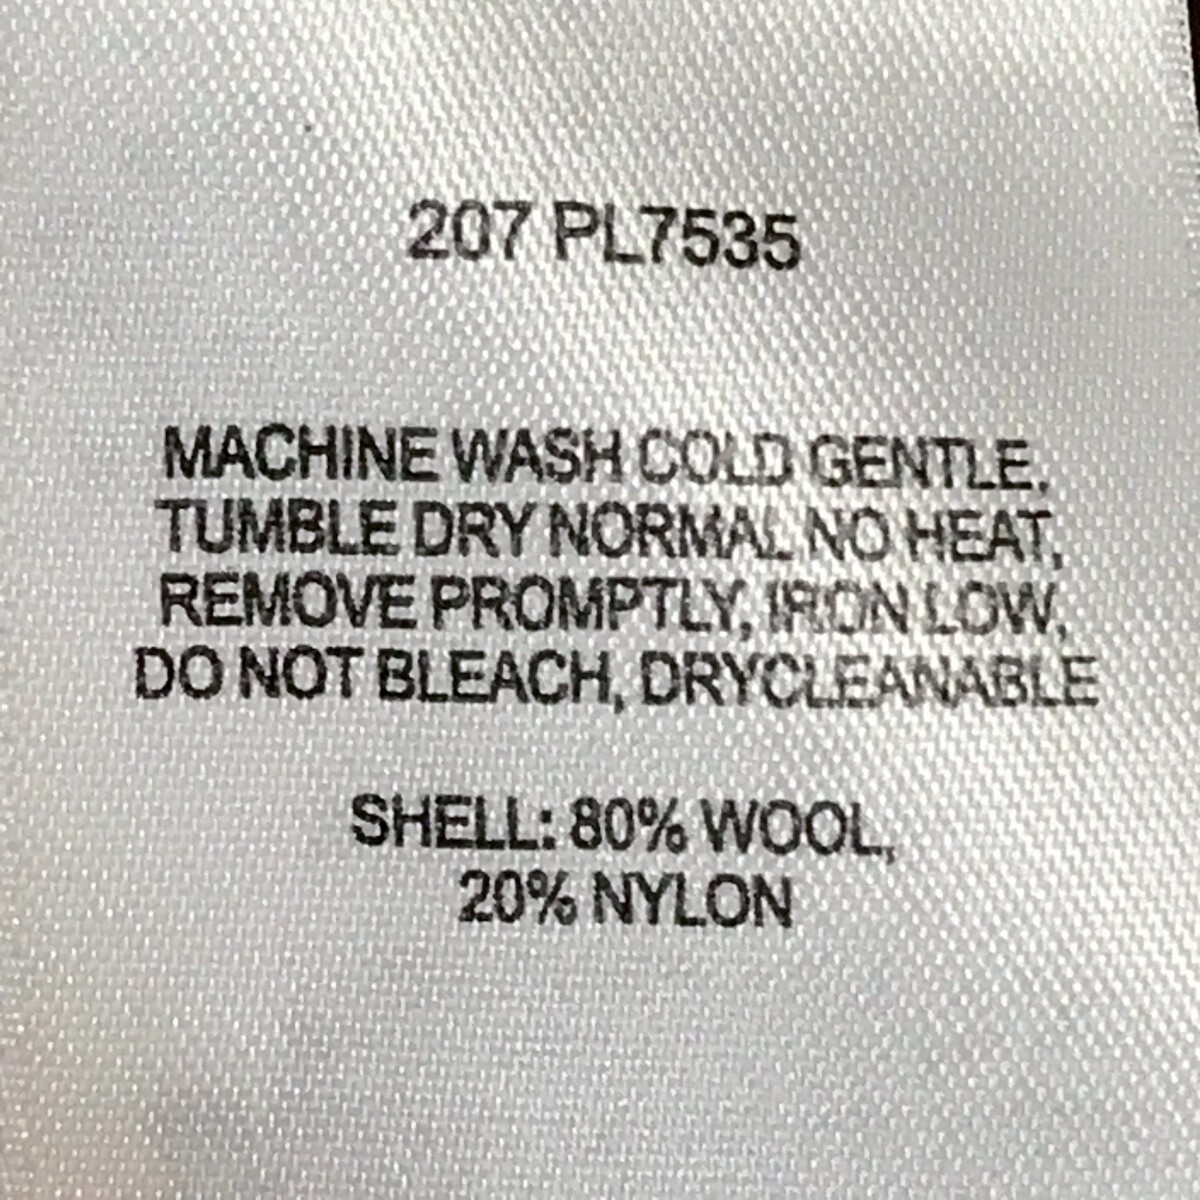 207 PL7535
MACHINE WASH COLD GENTLE,
TUMBLE DRY NORMAL NO HEAT,
REMOVE PROMPTLY, IRON LOW,
DO NOT BLEACH, DRYCLEANABLE
SHELL: 80% WOOL,
20% NYLON